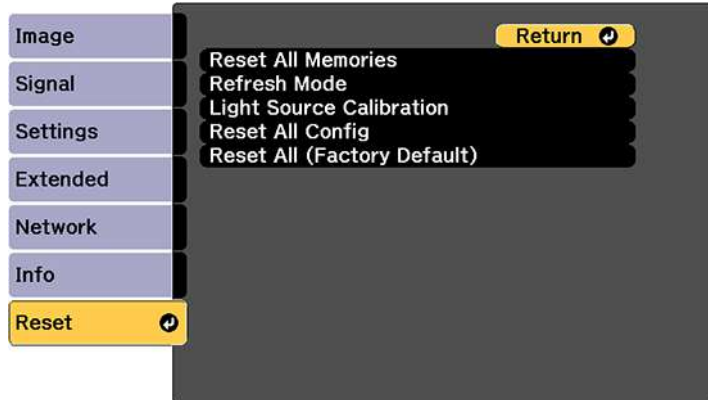 Image
Signal
Settings
Extended
Network
Info
Reset
Return
Reset All Memories
Refresh Mode
Light Source Calibration
Reset All Config
Reset All (Factory Default)